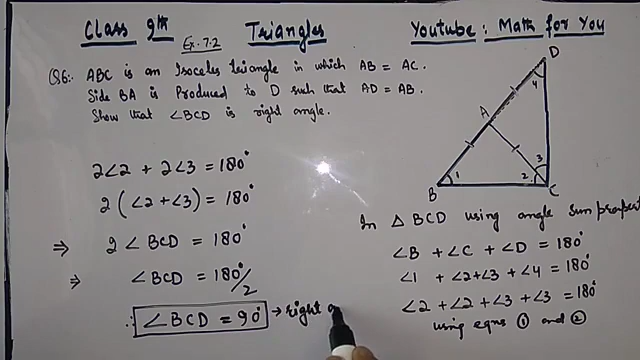 Class 9th Triangles Youtube: Math for You
Ex. 7.2
Q6:- ABC is an Isoceles triangle in which AB = AC.
Side BA is Produced to D such that AD = AB.
Show that ∠BCD is right angle.
D
4
A
3
1
2
B
C
2∠2 + 2∠3 = 180°
2(∠2+∠3) = 180°
⇒ 2∠BCD = 180°
⇒ ∠BCD = 180°/2
∴ ∠BCD = 90° → right a
In △ BCD using angle sum propert
∠B + ∠C + ∠D = 180°
∠1 + ∠2+∠3 + ∠4 = 180°
∠2 + ∠2 + ∠3 + ∠3 = 180°
using eqns ① and ②